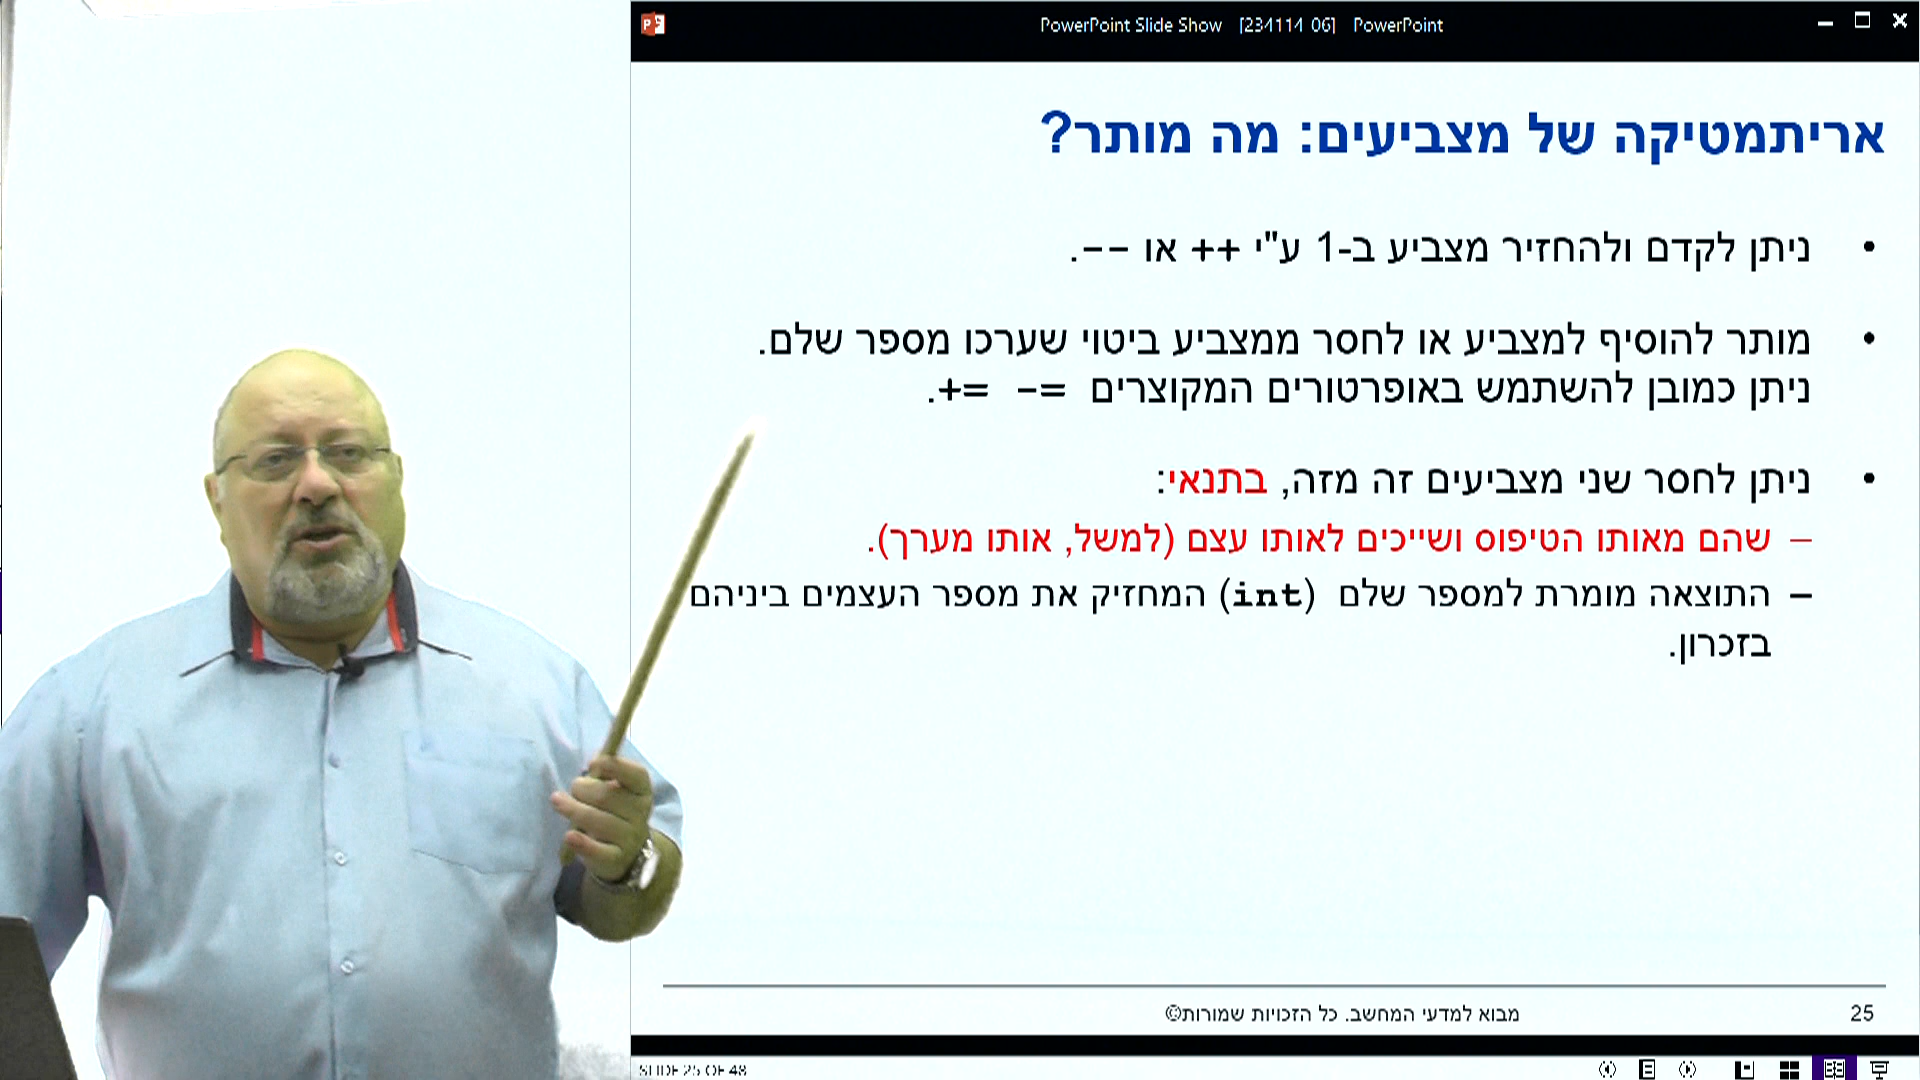 PowerPoint Slide Show [234114 06] PowerPoint
אריתמטיקה של מצביעים: מה מותר?
• ניתן לקדם ולהחזיר מצביע ב-1 ע"י ++ או --.
• מותר להוסיף למצביע או לחסר ממצביע ביטוי שערכו מספר שלם.
ניתן כמובן להשתמש באופרטורים המקוצרים =- =+.
• ניתן לחסר שני מצביעים זה מזה, בתנאי:
– שהם מאותו הטיפוס ושייכים לאותו עצם (למשל, אותו מערך).
– התוצאה מומרת למספר שלם (int) המחזיק את מספר העצמים ביניהם
בזכרון.
מבוא למדעי המחשב. כל הזכויות שמורות©
25
SLIDE 25 OF 48